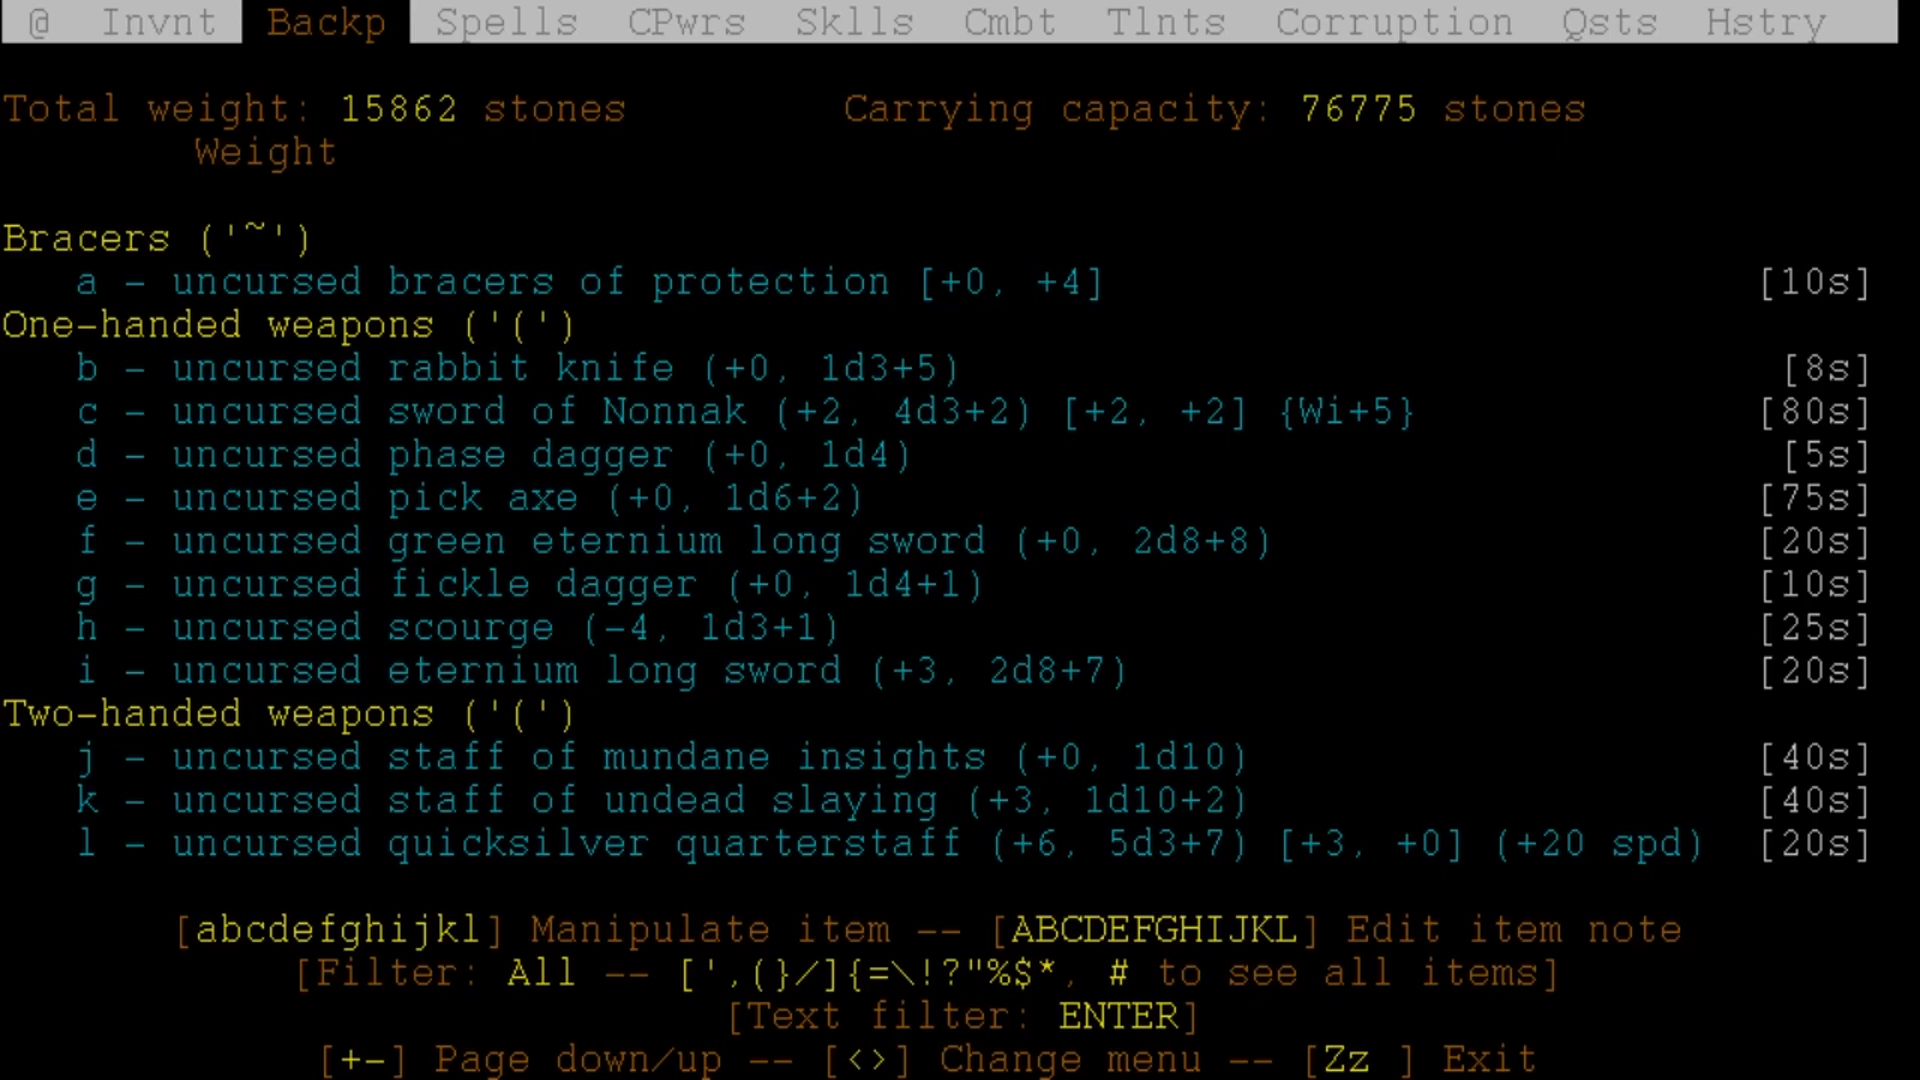 @ Invnt Backp Spells CPwrs Sklls Cmbt Tlnts Corruption Qsts Hstry
Total weight: 15862 stones Carrying capacity: 76775 stones
Weight
Bracers ('~')
a - uncursed bracers of protection [+0, +4] [10s]
One-handed weapons ('(')
b - uncursed rabbit knife (+0, 1d3+5) [8s]
c - uncursed sword of Nonnak (+2, 4d3+2) [+2, +2] {Wi+5} [80s]
d - uncursed phase dagger (+0, 1d4) [5s]
e - uncursed pick axe (+0, 1d6+2) [75s]
f - uncursed green eternium long sword (+0, 2d8+8) [20s]
g - uncursed fickle dagger (+0, 1d4+1) [10s]
h - uncursed scourge (-4, 1d3+1) [25s]
i - uncursed eternium long sword (+3, 2d8+7) [20s]
Two-handed weapons ('(')
j - uncursed staff of mundane insights (+0, 1d10) [40s]
k - uncursed staff of undead slaying (+3, 1d10+2) [40s]
l - uncursed quicksilver quarterstaff (+6, 5d3+7) [+3, +0] (+20 spd) [20s]
[abcdefghijkl] Manipulate item -- [ABCDEFGHIJKL] Edit item note
[Filter: All -- [',(}/]{=\!?"%$*, # to see all items]
[Text filter: ENTER]
[+-] Page down/up -- [<>] Change menu -- [Zz ] Exit